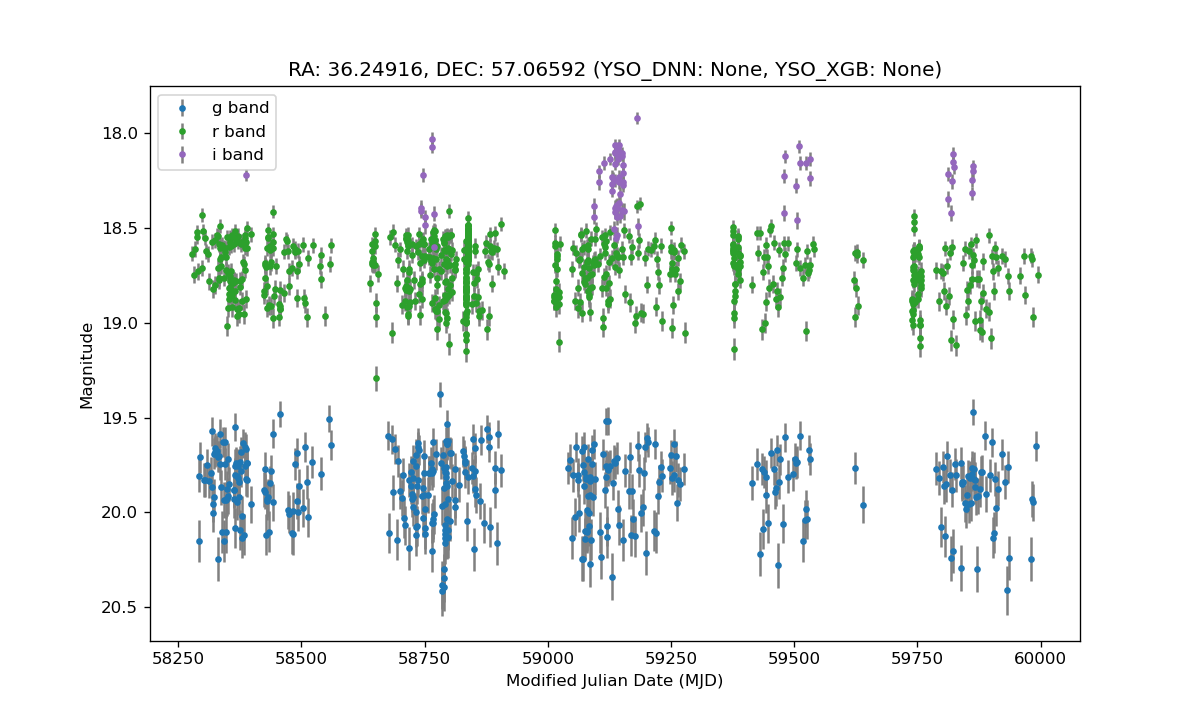 RA: 36.24916, DEC: 57.06592 (YSO_DNN: None, YSO_XGB: None)
g band
r band
i band
18.0
18.5
19.0
19.5
20.0
20.5
Magnitude
58250 58500 58750 59000 59250 59500 59750 60000
Modified Julian Date (MJD)